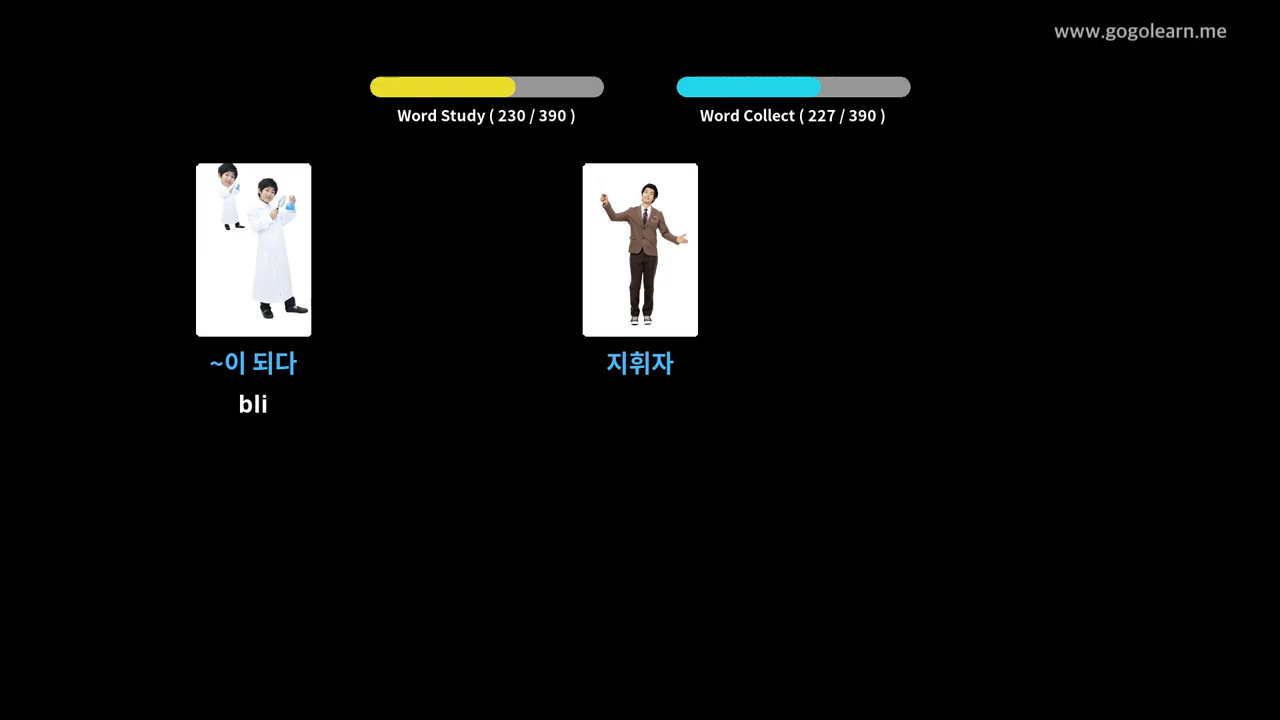 www.gogolearn.me
Word Study ( 230 / 390 )
Word Collect ( 227 / 390 )
~이 되다
지휘자
bli